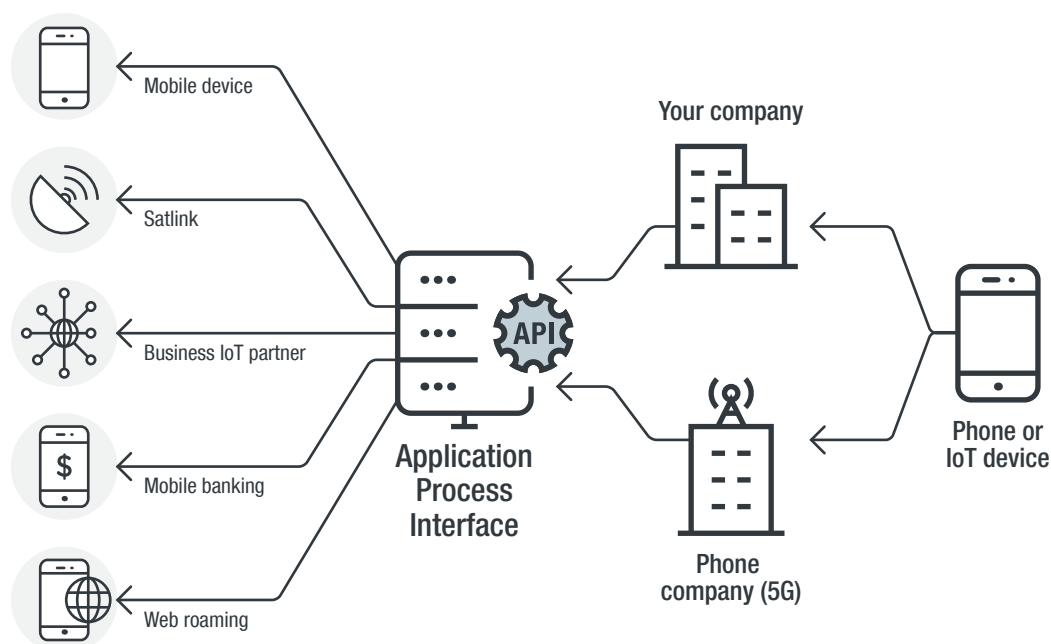 Mobile device
Satlink
Business IoT partner
Mobile banking
$
Web roaming
API
Application
Process
Interface
Your company
Phone
company (5G)
Phone or
IoT device